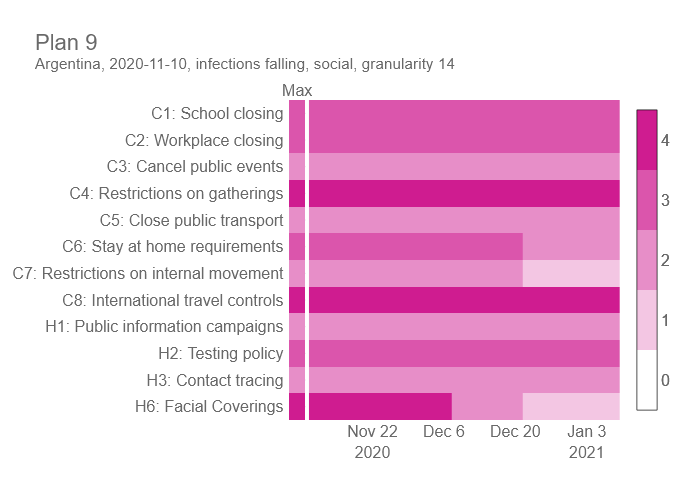 Plan 9
Argentina, 2020-11-10, infections falling, social, granularity 14
Max
C1: School closing
C2: Workplace closing
C3: Cancel public events
C4: Restrictions on gatherings
C5: Close public transport
C6: Stay at home requirements
C7: Restrictions on internal movement
C8: International travel controls
H1: Public information campaigns
H2: Testing policy
H3: Contact tracing
H6: Facial Coverings
Nov 22 Dec 6 Dec 20 Jan 3
2020 2021
4
3
2
1
0